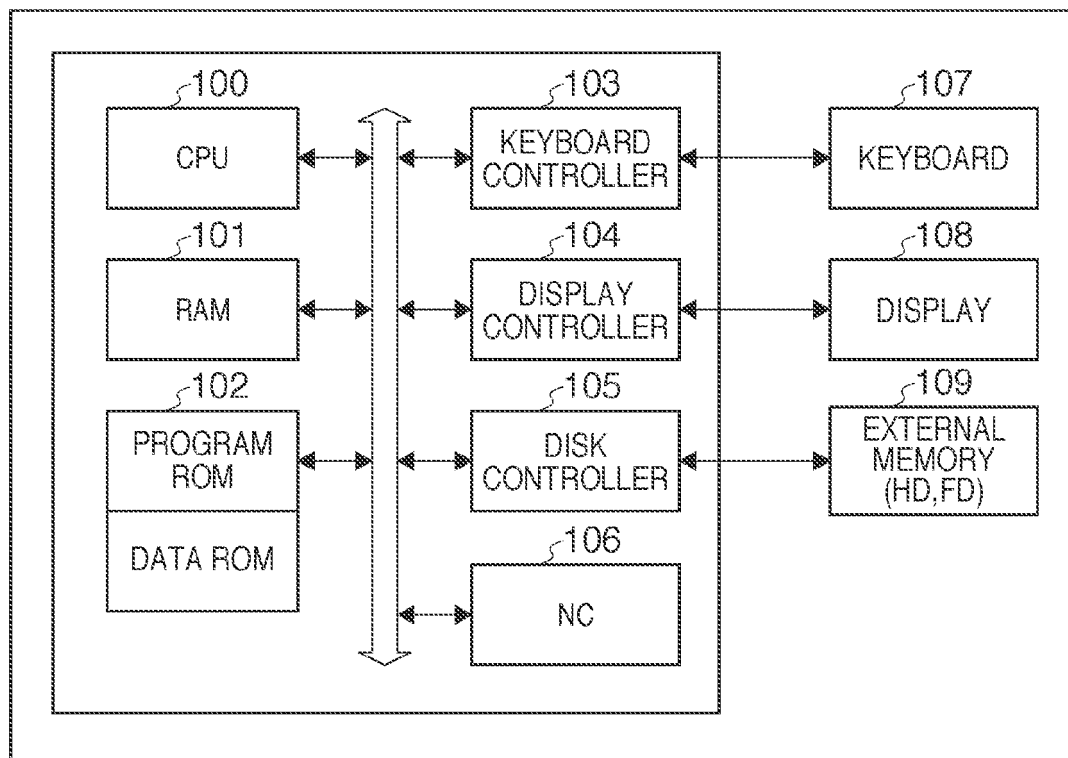 100
CPU
101
RAM
102
PROGRAM
ROM
DATA ROM
103
KEYBOARD
CONTROLLER
104
DISPLAY
CONTROLLER
105
DISK
CONTROLLER
106
NC
107
KEYBOARD
108
DISPLAY
109
EXTERNAL
MEMORY
(HD,FD)